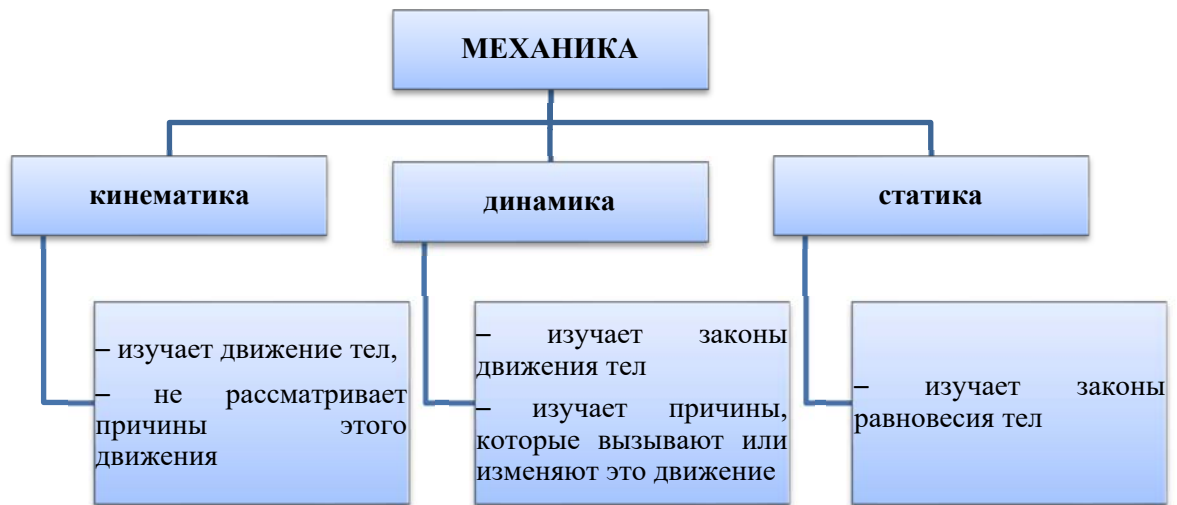 МЕХАНИКА
кинематика
динамика
статика
– изучает движение тел,
– не рассматривает
причины этого
движения
– изучает законы
движения тел
– изучает причины,
которые вызывают или
изменяют это движение
– изучает законы
равновесия тел